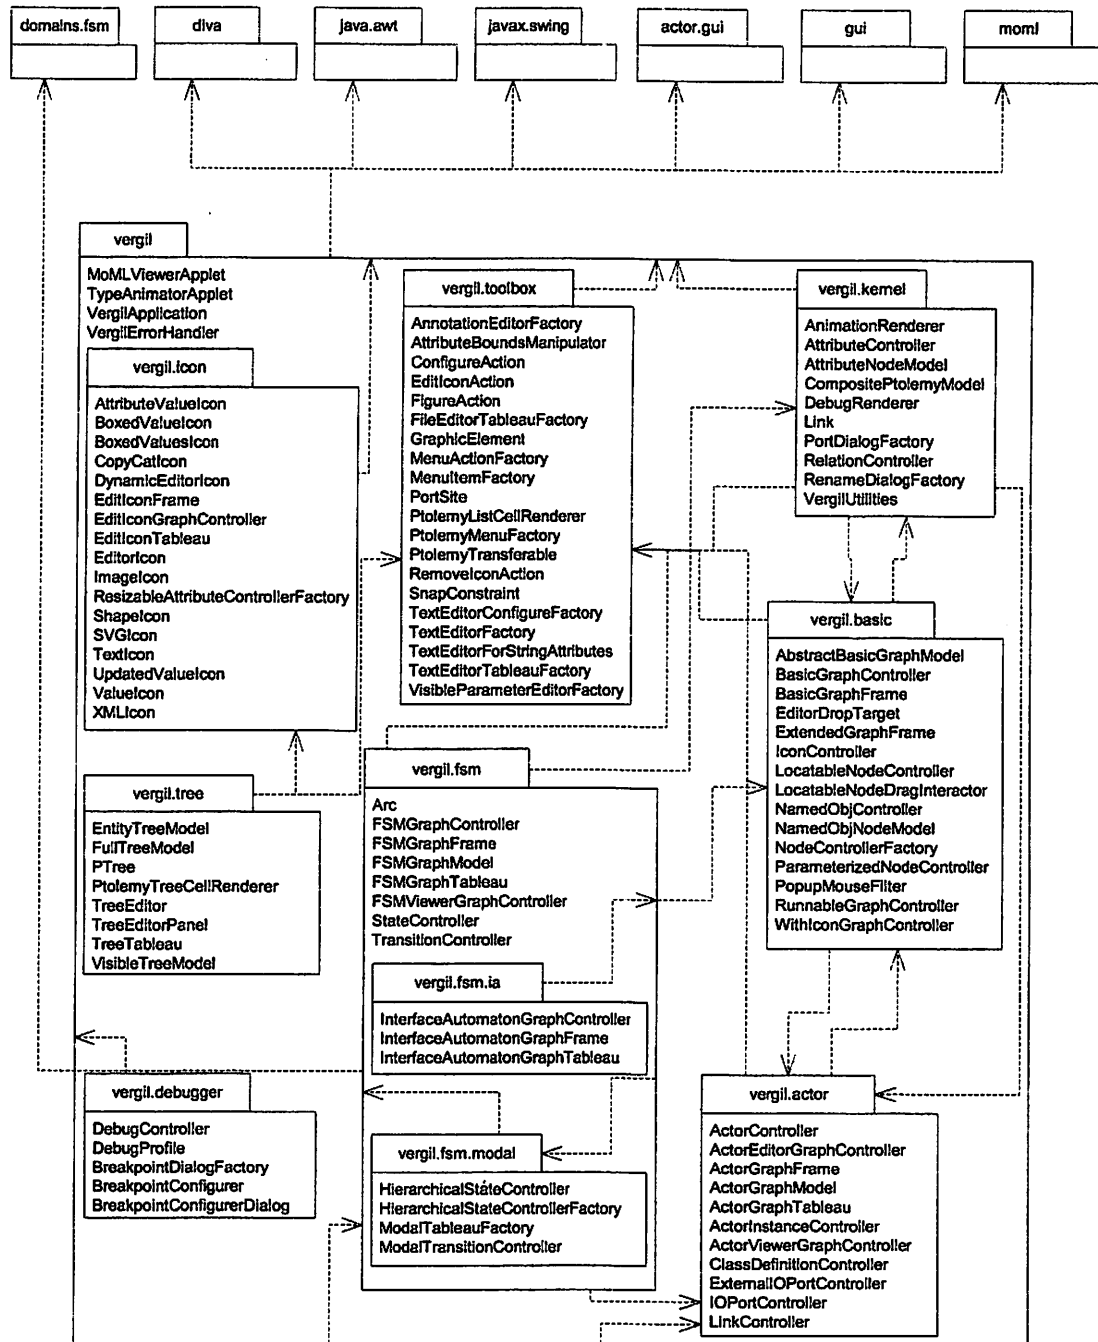 domains.fsm
diva
java.awt
javax.swing
actor.gui
gui
moml
vergil
MoMLViewerApplet
TypeAnimatorApplet
VergilApplication
VergilErrorHandler
vergil.icon
AttributeValueIcon
BoxedValueIcon
BoxedValuesIcon
CopyCatIcon
DynamicEditorIcon
EditIconFrame
EditIconGraphController
EditIconTableau
EditorIcon
ImageIcon
ResizableAttributeControllerFactory
ShapeIcon
SVGIcon
TextIcon
UpdatedValueIcon
ValueIcon
XMLIcon
vergil.toolbox
AnnotationEditorFactory
AttributeBoundsManipulator
ConfigureAction
EditIconAction
FigureAction
FileEditorTableauFactory
GraphicElement
MenuActionFactory
MenuItemFactory
PortSite
PtolemyListCellRenderer
PtolemyMenuFactory
PtolemyTransferable
RemoveIconAction
SnapConstraint
TextEditorConfigureFactory
TextEditorFactory
TextEditorForStringAttributes
TextEditorTableauFactory
VisibleParameterEditorFactory
vergil.kernel
AnimationRenderer
AttributeController
AttributeNodeModel
CompositePtolemyModel
DebugRenderer
Link
PortDialogFactory
RelationController
RenameDialogFactory
VergilUtilities
vergil.basic
AbstractBasicGraphModel
BasicGraphController
BasicGraphFrame
EditorDropTarget
ExtendedGraphFrame
IconController
LocatableNodeController
LocatableNodeDragInteractor
NamedObjController
NamedObjNodeModel
NodeControllerFactory
ParameterizedNodeController
PopupMouseFilter
RunnableGraphController
WithIconGraphController
vergil.tree
EntityTreeModel
FullTreeModel
PTree
PtolemyTreeCellRenderer
TreeEditor
TreeEditorPanel
TreeTableau
VisibleTreeModel
vergil.fsm
Arc
FSMGraphController
FSMGraphFrame
FSMGraphModel
FSMGraphTableau
FSMViewerGraphController
StateController
TransitionController
vergil.fsm.ia
InterfaceAutomatonGraphController
InterfaceAutomatonGraphFrame
InterfaceAutomatonGraphTableau
vergil.debugger
DebugController
DebugProfile
BreakpointDialogFactory
BreakpointConfigurer
BreakpointConfigurerDialog
vergil.fsm.modal
HierarchicalStateController
HierarchicalStateControllerFactory
ModalTableauFactory
ModalTransitionController
vergil.actor
ActorController
ActorEditorGraphController
ActorGraphFrame
ActorGraphModel
ActorGraphTableau
ActorInstanceController
ActorViewerGraphController
ClassDefinitionController
ExternalIOPortController
IOPortController
LinkController